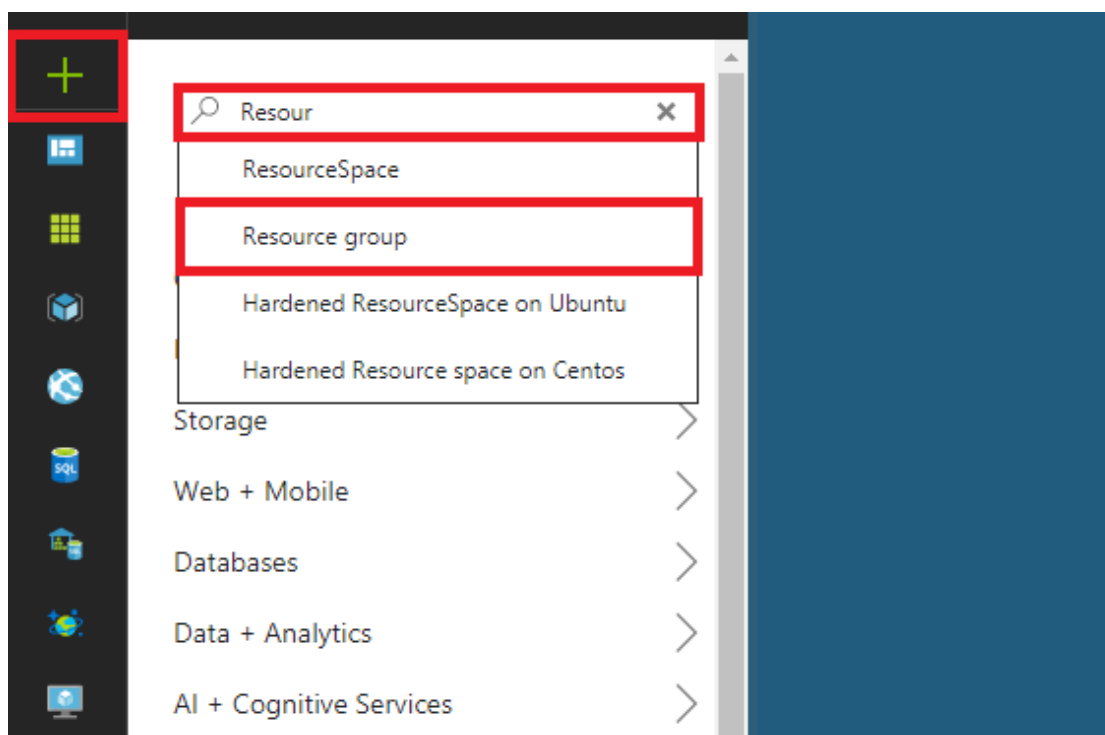 Resour
ResourceSpace
Resource group
Hardened ResourceSpace on Ubuntu
Hardened Resource space on Centos
Storage
SQL
Web + Mobile
Databases
Data + Analytics
AI + Cognitive Services